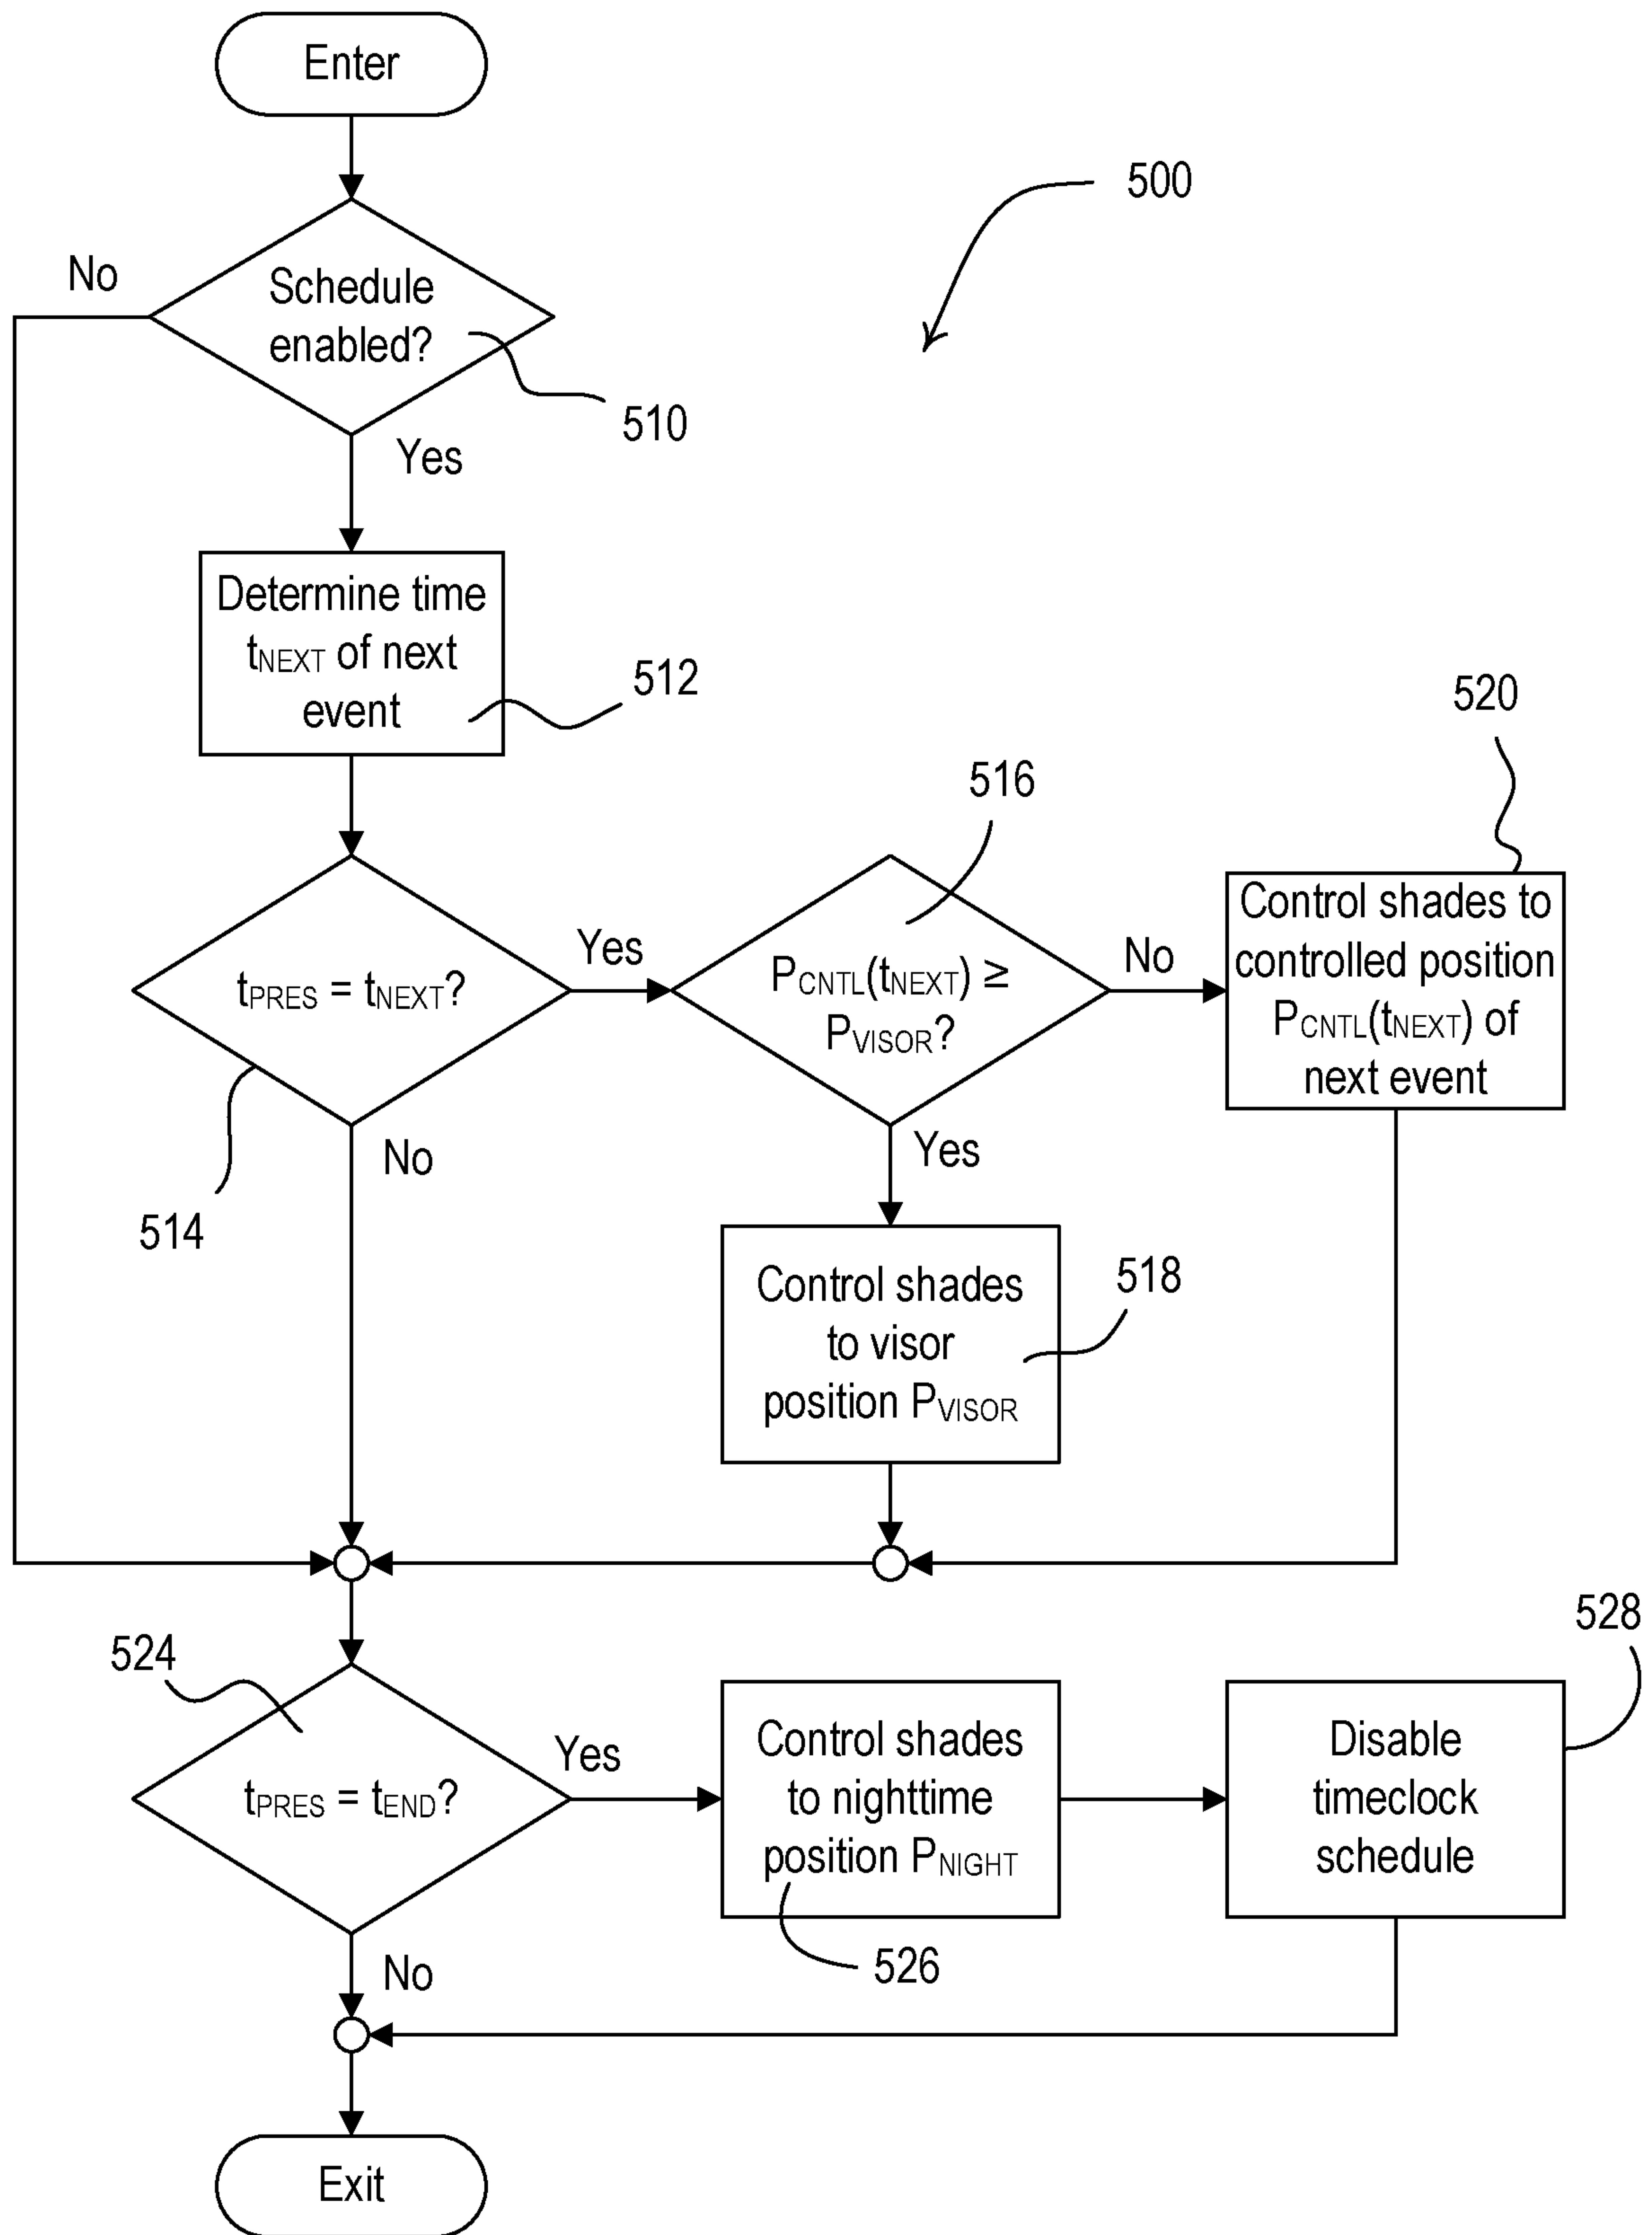 Enter
500
No
Schedule
enabled?
510
Yes
Determine time
tNEXT of next
event
512
520
516
Control shades to
controlled position
PCNTL(tNEXT) of
next event
tPRES = tNEXT?
Yes
PCNTL(tNEXT) ≥
PVISOR?
No
514
No
Yes
Control shades
to visor
position PVISOR
518
528
524
tPRES = tEND?
Yes
Control shades
to nighttime
position PNIGHT
Disable
timeclock
schedule
526
No
Exit